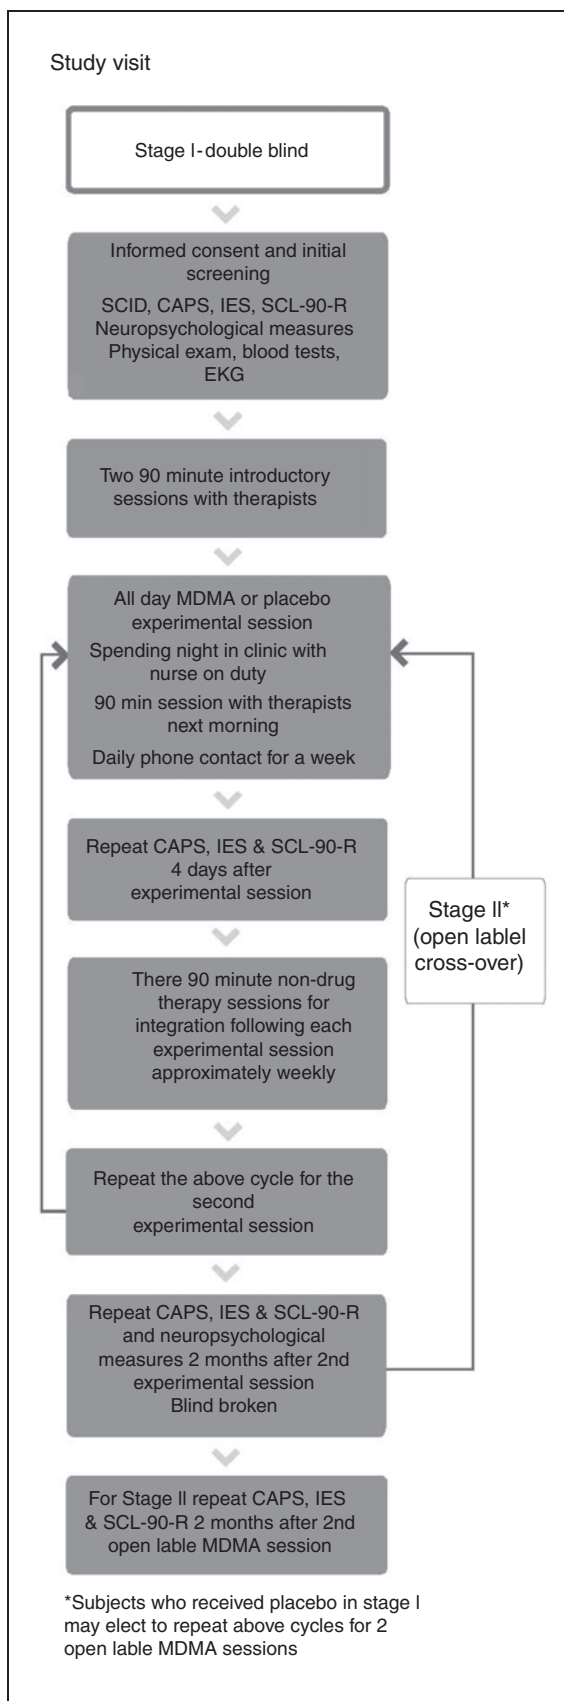 Study visit
Stage I-double blind
Informed consent and initial
screening
SCID, CAPS, IES, SCL-90-R
Neuropsychological measures
Physical exam, blood tests,
EKG
Two 90 minute introductory
sessions with therapists
All day MDMA or placebo
experimental session
Spending night in clinic with
nurse on duty
90 min session with therapists
next morning
Daily phone contact for a week
Repeat CAPS, IES & SCL-90-R
4 days after
experimental session
There 90 minute non-drug
therapy sessions for
integration following each
experimental session
approximately weekly
Repeat the above cycle for the
second
experimental session
Repeat CAPS, IES & SCL-90-R
and neuropsychological
measures 2 months after 2nd
experimental session
Blind broken
Stage II*
(open lablel
cross-over)
For Stage II repeat CAPS, IES
& SCL-90-R 2 months after 2nd
open lable MDMA session
*Subjects who received placebo in stage I
may elect to repeat above cycles for 2
open lable MDMA sessions